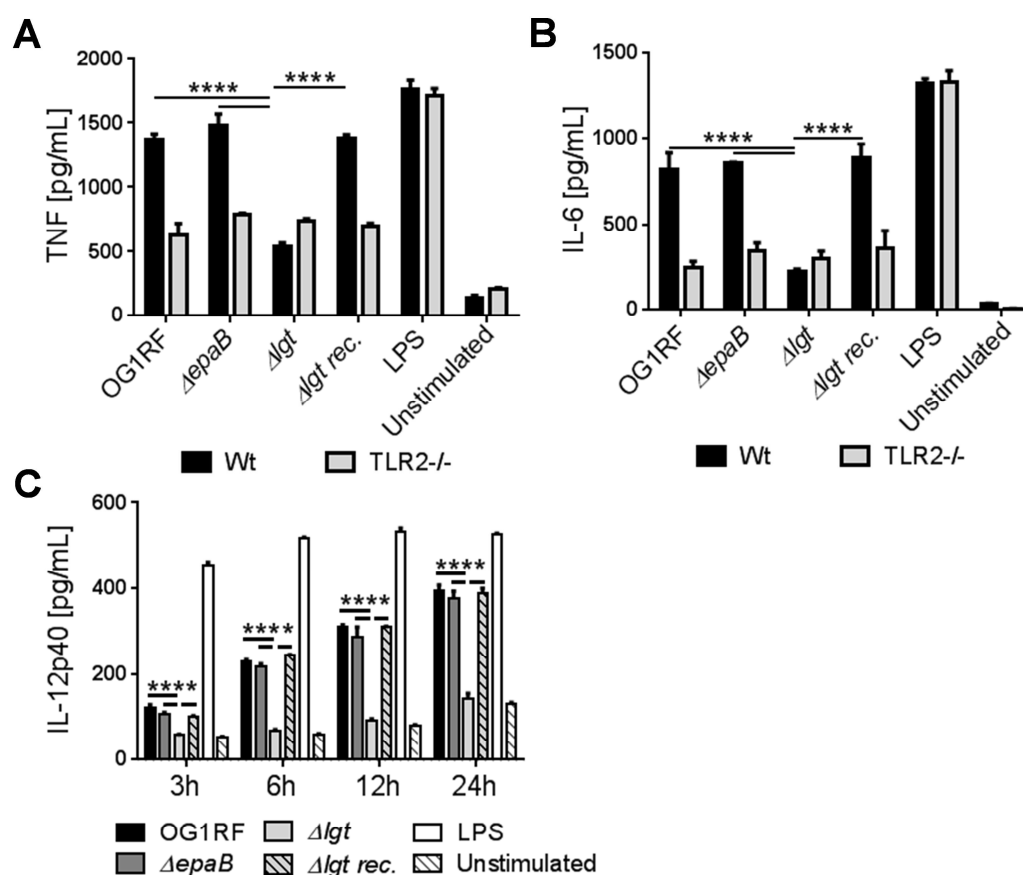 A
TNF [pg/mL]
2000
1500
1000
500
0
****
****
OG1RF
ΔepaB
Δlgt
Δlgt rec.
LPS
Unstimulated
Wt
TLR2-/-
B
IL-6 [pg/mL]
1500
1000
500
0
****
****
OG1RF
ΔepaB
Δlgt
Δlgt rec.
LPS
Unstimulated
Wt
TLR2-/-
C
IL-12p40 [pg/mL]
600
400
200
0
****
****
****
****
3h
6h
12h
24h
OG1RF
Δlgt
LPS
ΔepaB
Δlgt rec.
Unstimulated